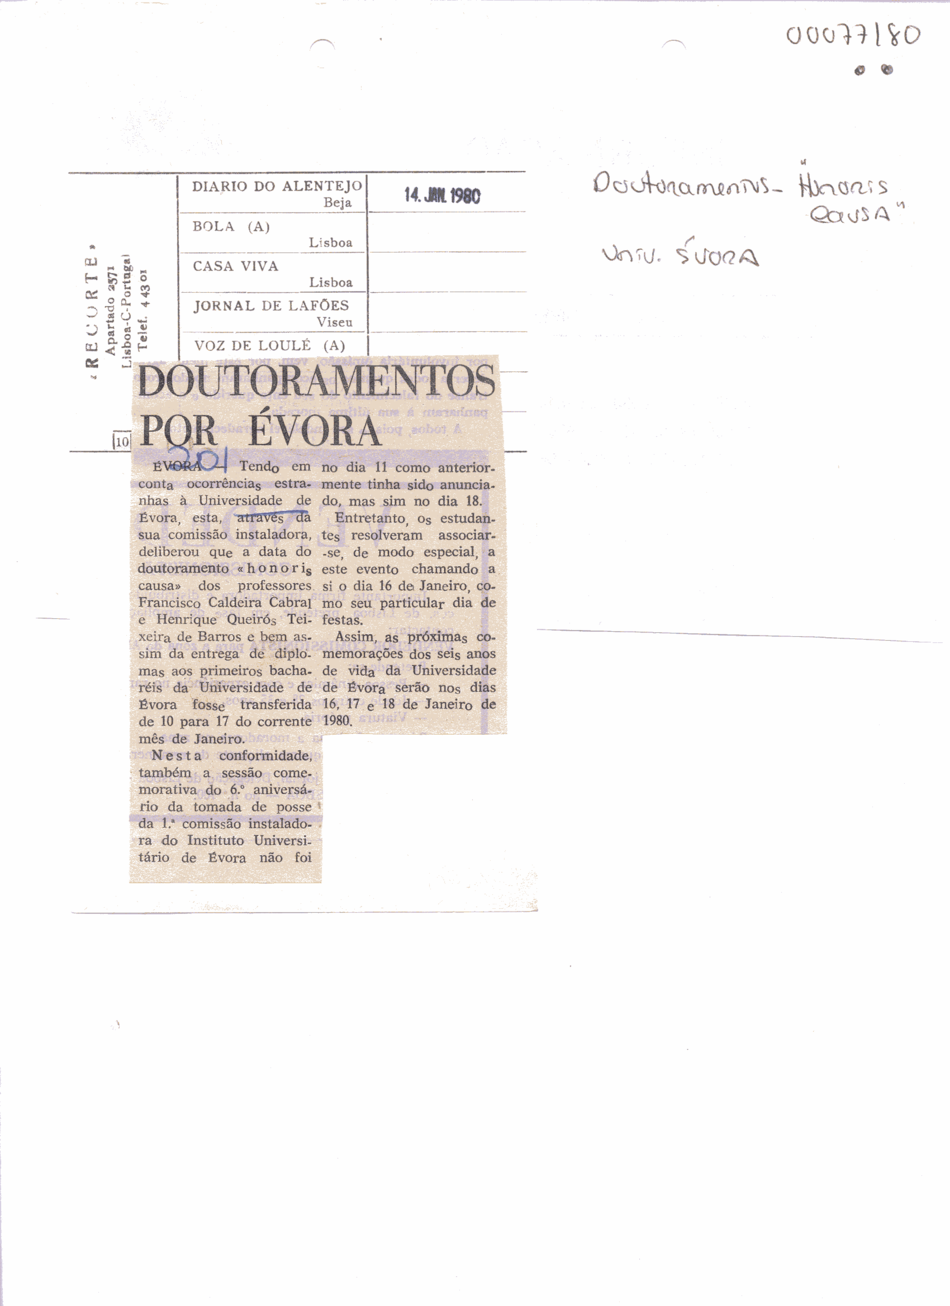 00077/80
Doutoramentos - "Honoris
Causa"
Univ. Évora
«RECORTE»
Apartado 2571
Lisboa-C-Portugal
Telef. 4 43 01
DIARIO DO ALENTEJO
Beja
14. JAN. 1980
BOLA (A)
Lisboa
CASA VIVA
Lisboa
JORNAL DE LAFÕES
Viseu
VOZ DE LOULÉ (A)
10
DOUTORAMENTOS
POR ÉVORA
201
ÉVORA — Tendo em
conta ocorrências estra-
nhas à Universidade de
Évora, esta, através da
sua comissão instaladora,
deliberou que a data do
doutoramento «honoris
causa» dos professores
Francisco Caldeira Cabral
e Henrique Queirós Tei-
xeira de Barros e bem as-
sim da entrega de diplo-
mas aos primeiros bacha-
réis da Universidade de
Évora fosse transferida
de 10 para 17 do corrente
mês de Janeiro.
Nesta conformidade,
também a sessão come-
morativa do 6.º aniversá-
rio da tomada de posse
da 1.ª comissão instalado-
ra do Instituto Universi-
tário de Évora não foi
no dia 11 como anterior-
mente tinha sido anuncia-
do, mas sim no dia 18.
Entretanto, os estudan-
tes resolveram associar-
-se, de modo especial, a
este evento chamando a
si o dia 16 de Janeiro, co-
mo seu particular dia de
festas.
Assim, as próximas co-
memorações dos seis anos
de vida da Universidade
de Évora serão nos dias
16, 17 e 18 de Janeiro de
1980.